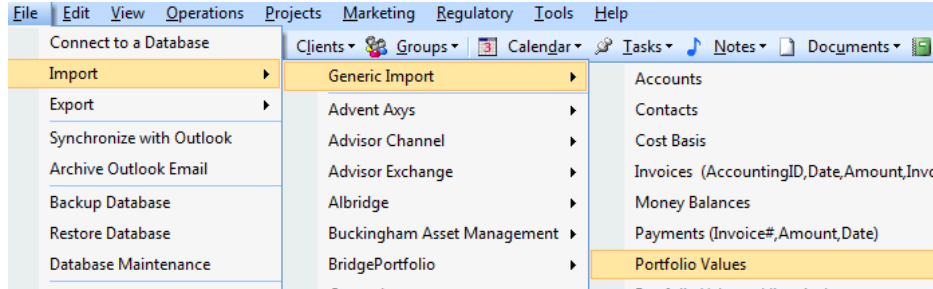 File Edit View Operations Projects Marketing Regulatory Tools Help
Clients Groups 3 Calendar Tasks Notes Documents
Connect to a Database
Import
Export
Synchronize with Outlook
Archive Outlook Email
Backup Database
Restore Database
Database Maintenance
Generic Import
Advent Axys
Advisor Channel
Advisor Exchange
Albridge
Buckingham Asset Management
BridgePortfolio
Accounts
Contacts
Cost Basis
Invoices (AccountingID,Date,Amount,Invo
Money Balances
Payments (Invoice#,Amount,Date)
Portfolio Values